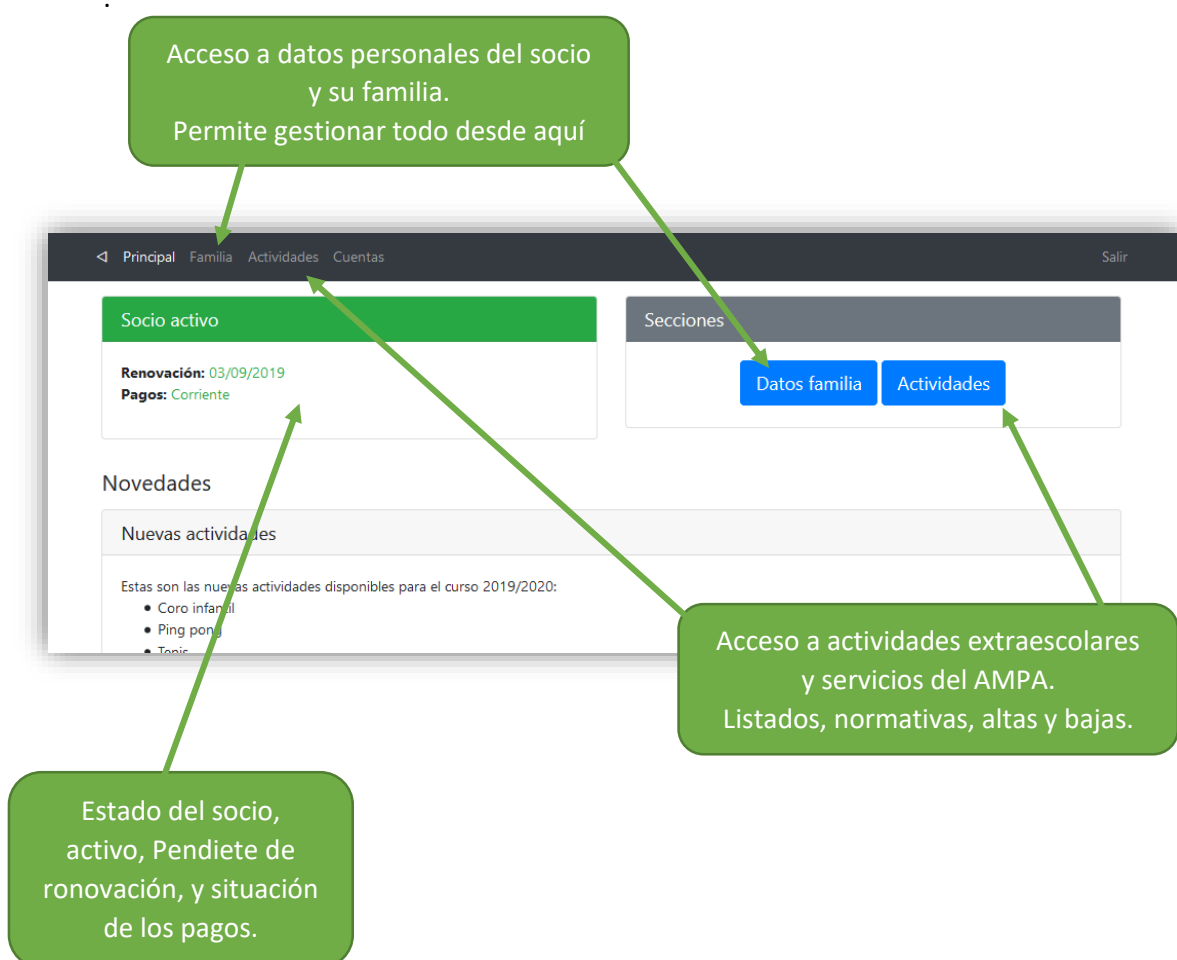 .
Acceso a datos personales del socio
y su familia.
Permite gestionar todo desde aquí
Principal Familia Actividades Cuentas Salir
Socio activo
Renovación: 03/09/2019
Pagos: Corriente
Secciones
Datos familia Actividades
Novedades
Nuevas actividades
Estas son las nuevas actividades disponibles para el curso 2019/2020:
• Coro infantil
• Ping pong
• Tenis
Acceso a actividades extraescolares
y servicios del AMPA.
Listados, normativas, altas y bajas.
Estado del socio,
activo, Pendiete de
ronovación, y situación
de los pagos.